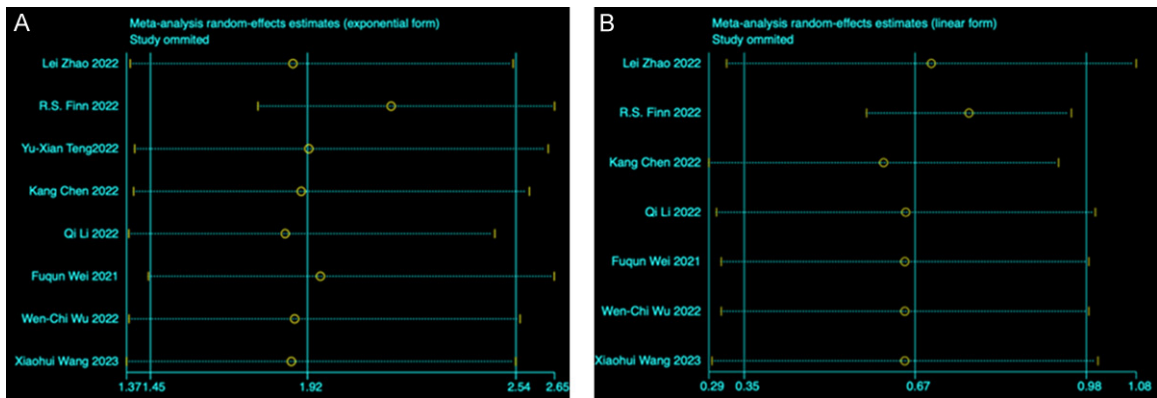 A
Meta-analysis random-effects estimates (exponential form)
Study ommited
Lei Zhao 2022
R.S. Finn 2022
Yu-Xian Teng2022
Kang Chen 2022
Qi Li 2022
Fuqun Wei 2021
Wen-Chi Wu 2022
Xiaohui Wang 2023
1.37 1.45 1.92 2.54 2.65
B
Meta-analysis random-effects estimates (linear form)
Study ommited
Lei Zhao 2022
R.S. Finn 2022
Kang Chen 2022
Qi Li 2022
Fuqun Wei 2021
Wen-Chi Wu 2022
Xiaohui Wang 2023
0.29 0.35 0.67 0.98 1.08